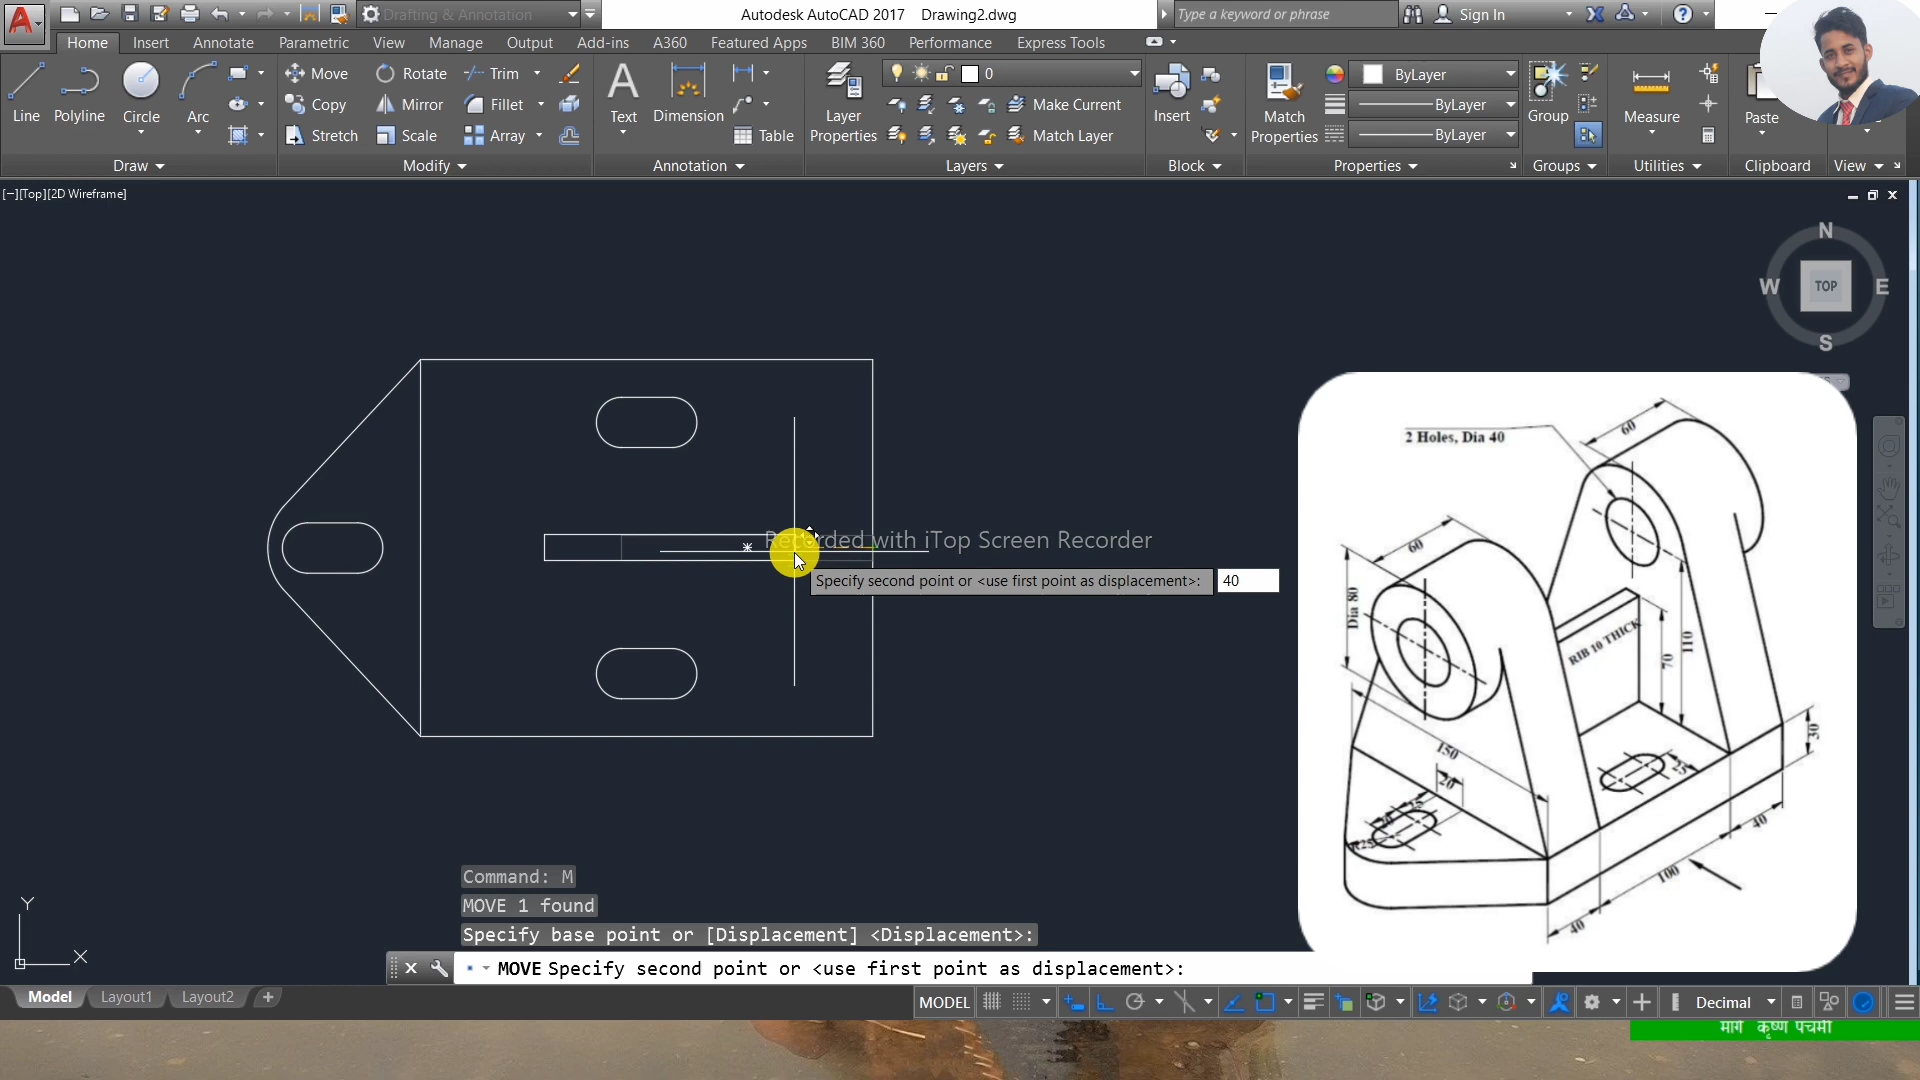 Drafting & Annotation
Autodesk AutoCAD 2017 Drawing2.dwg
Type a keyword or phrase
Sign In
Home Insert Annotate Parametric View Manage Output Add-ins A360 Featured Apps BIM 360 Performance Express Tools
Line
Polyline
Circle
Arc
Draw
Move
Rotate
Trim
Copy
Mirror
Fillet
Stretch
Scale
Array
Modify
Text
Dimension
Table
Annotation
Layer
Properties
0
Make Current
Match Layer
Layers
Insert
Block
Match
Properties
ByLayer
ByLayer
ByLayer
Properties
Group
Groups
Measure
Utilities
Paste
Clipboard
View
[−][Top][2D Wireframe]
N
W
TOP
E
S
Recorded with iTop Screen Recorder
Specify second point or <use first point as displacement>: 40
2 Holes, Dia 40
60
60
Dia 80
RIB 10 THICK
70
110
30
150
20
25
R25
40
100
40
Command: M
MOVE 1 found
Specify base point or [Displacement] <Displacement>:
MOVE Specify second point or <use first point as displacement>:
Y
X
Model Layout1 Layout2 +
MODEL
Decimal
मार्ग कृष्ण पंचमी